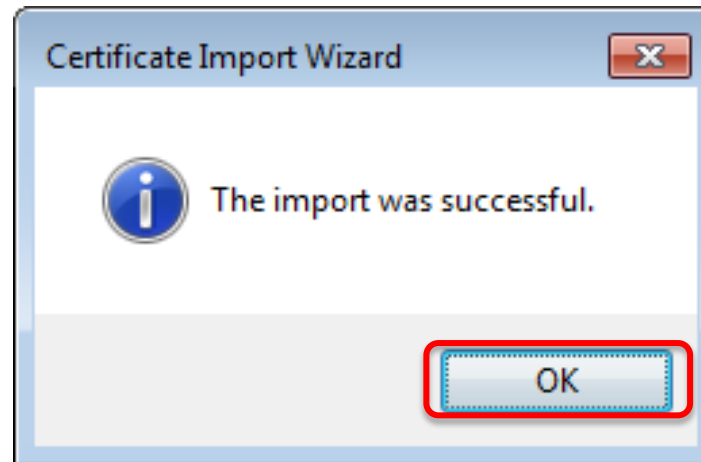 Certificate Import Wizard
The import was successful.
OK